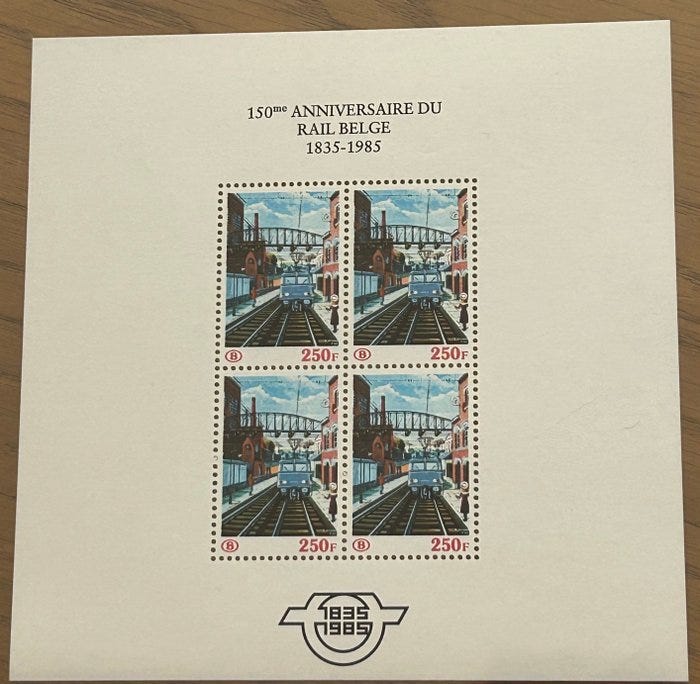 150me ANNIVERSAIRE DU
RAIL BELGE
1835-1985
B 250F
B 250F
B 250F
B 250F
1835
1985